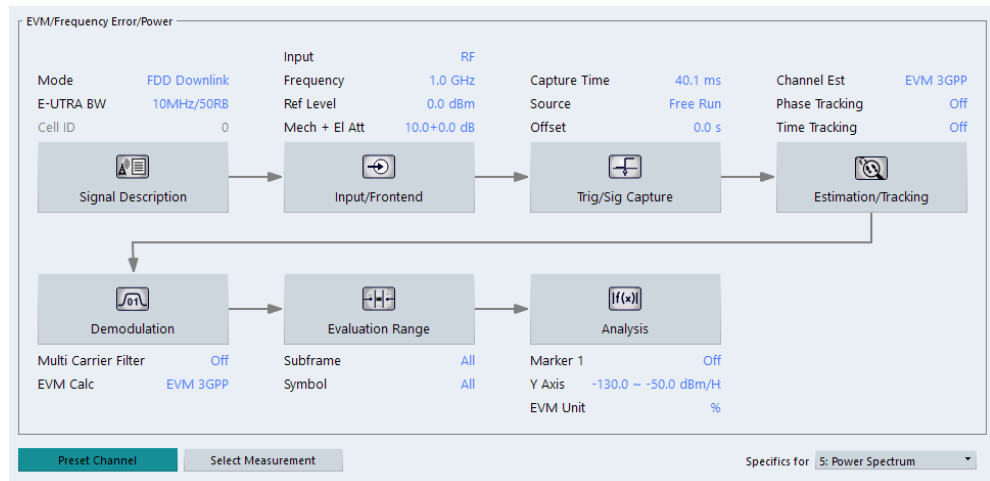 EVM/Frequency Error/Power
Input RF
Mode FDD Downlink Frequency 1.0 GHz Capture Time 40.1 ms Channel Est EVM 3GPP
E-UTRA BW 10MHz/50RB Ref Level 0.0 dBm Source Free Run Phase Tracking Off
Cell ID 0 Mech + El Att 10.0+0.0 dB Offset 0.0 s Time Tracking Off
Signal Description Input/Frontend Trig/Sig Capture Estimation/Tracking
01 |f(x)|
Demodulation Evaluation Range Analysis
Multi Carrier Filter Off Subframe All Marker 1 Off
EVM Calc EVM 3GPP Symbol All Y Axis -130.0 ~ -50.0 dBm/H
EVM Unit %
Preset Channel Select Measurement Specifics for 5: Power Spectrum